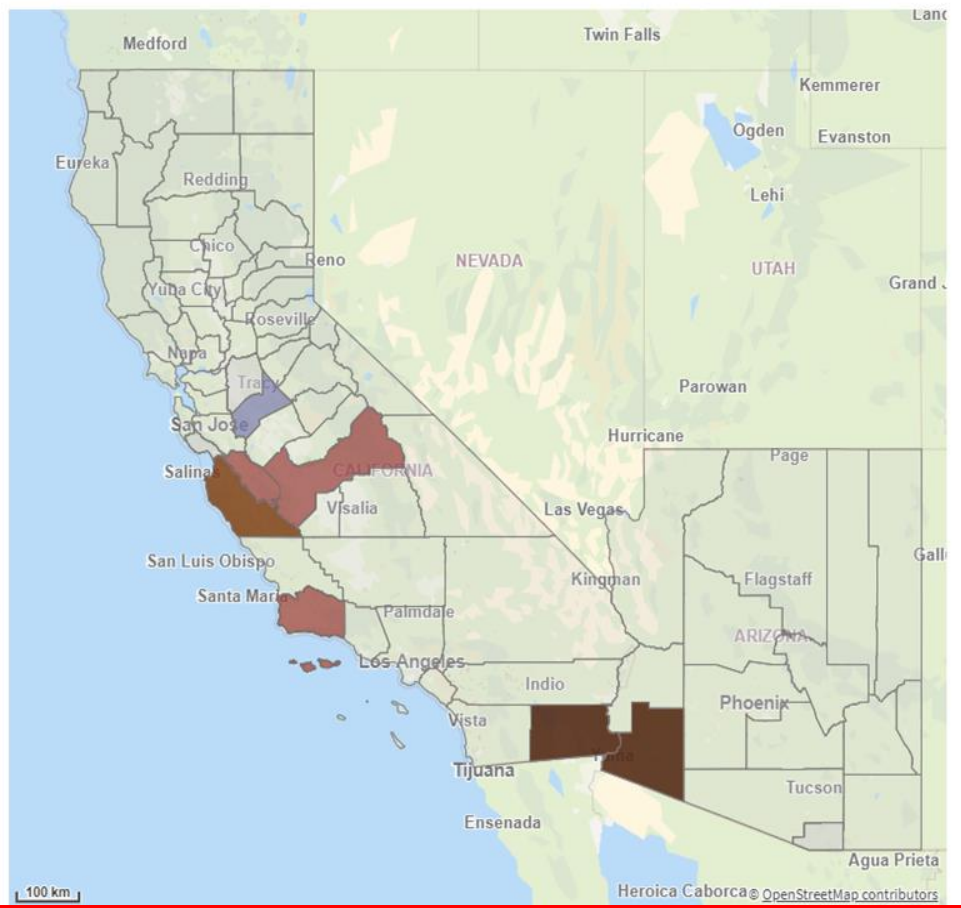 Land
Medford
Twin Falls
Kemmerer
Ogden
Evanston
Eureka
Redding
Lehi
Chico
Reno
NEVADA
UTAH
Yuba City
Grand J
Roseville
Napa
Tracy
Parowan
San Jose
Hurricane
Page
Salinas
CALIFORNIA
Visalia
Las Vegas
San Luis Obispo
Gall
Kingman
Flagstaff
Santa Maria
Palmdale
ARIZONA
Los Angeles
Indio
Phoenix
Vista
Yuma
Tijuana
Tucson
Ensenada
Agua Prieta
100 km
Heroica Caborca
© OpenStreetMap contributors